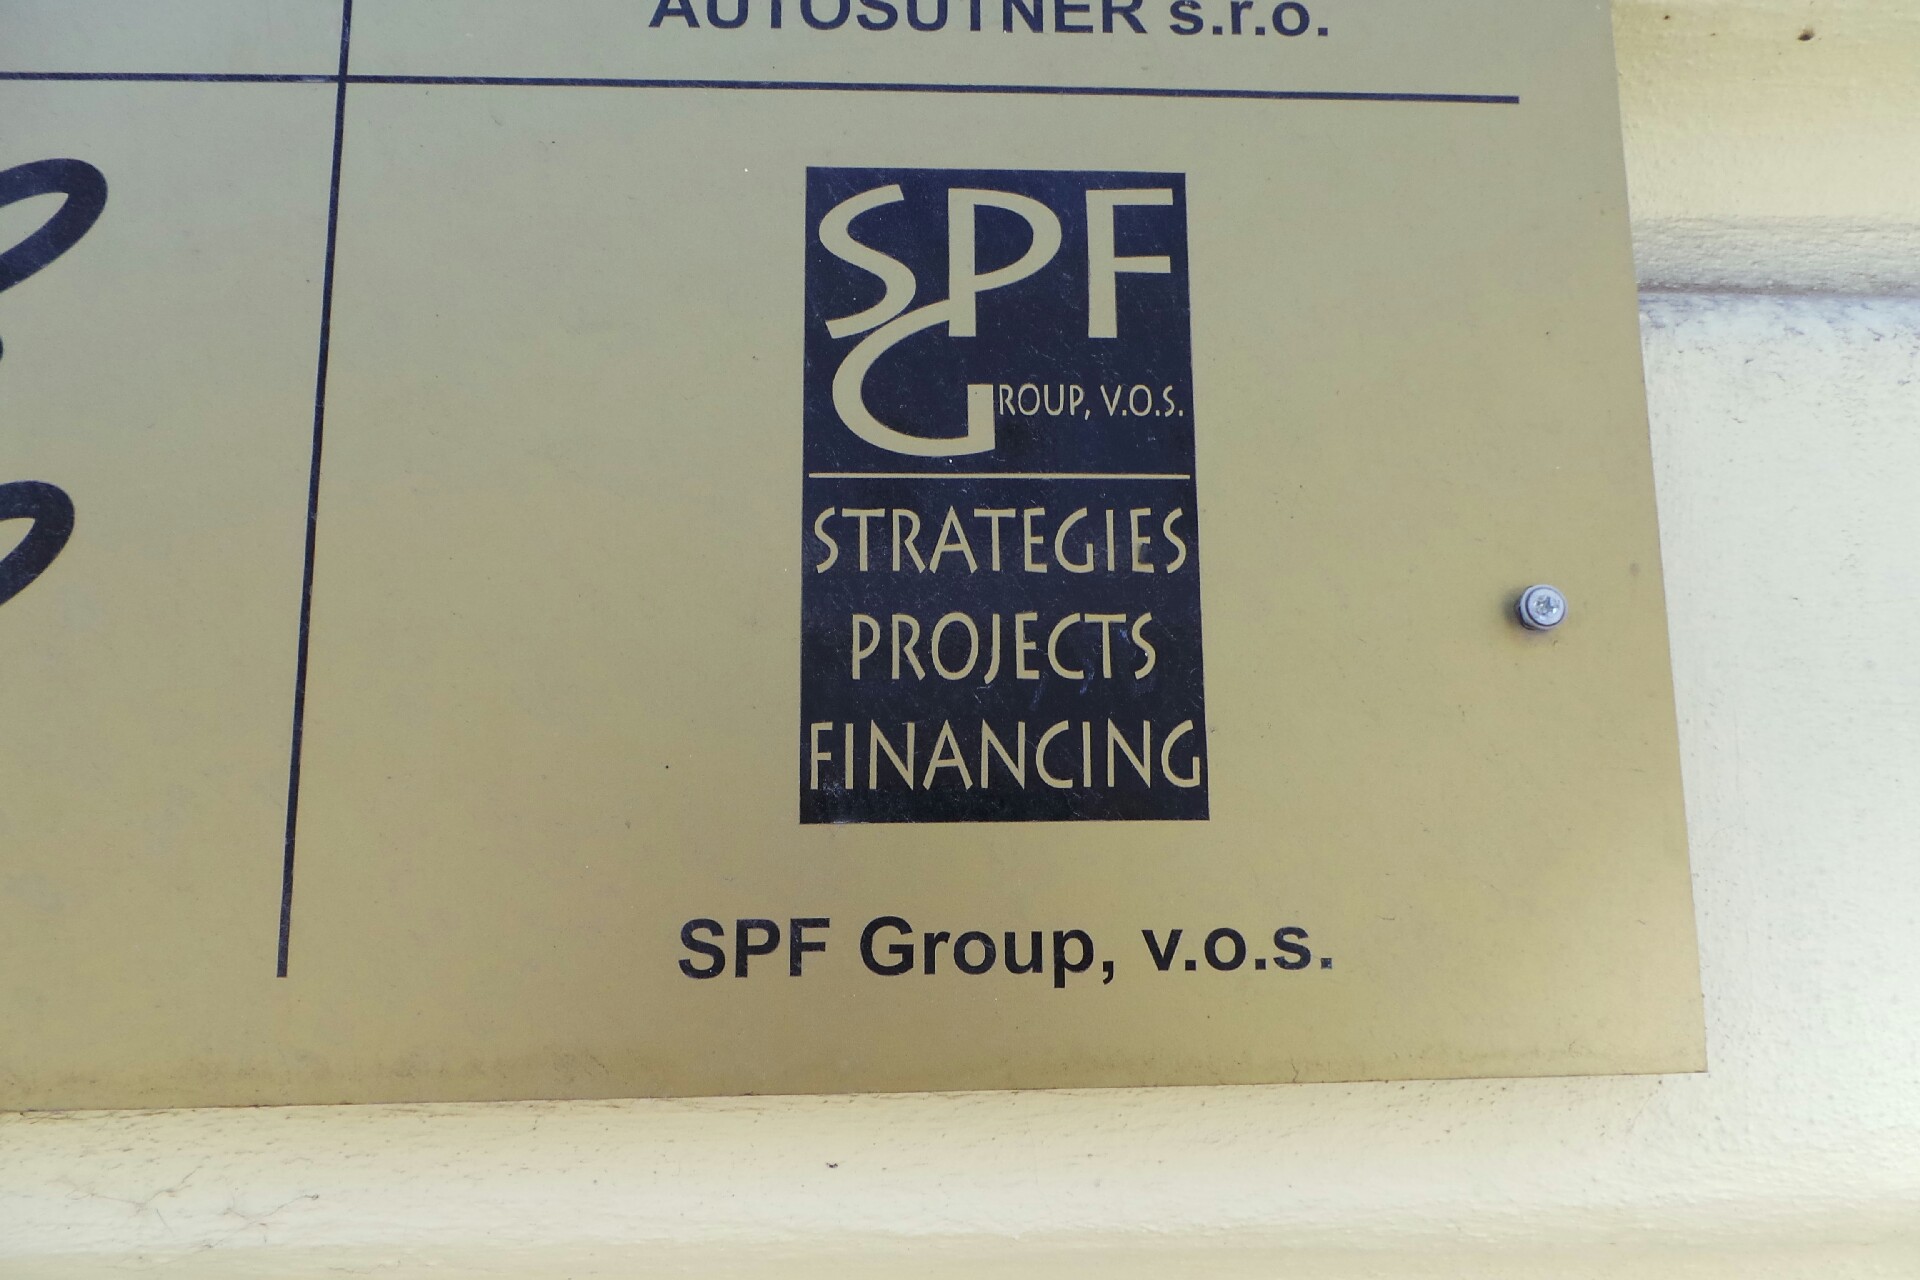 AUTOSUTNER s.r.o.
SPF
GROUP, V.O.S.
STRATEGIES
PROJECTS
FINANCING
SPF Group, v.o.s.